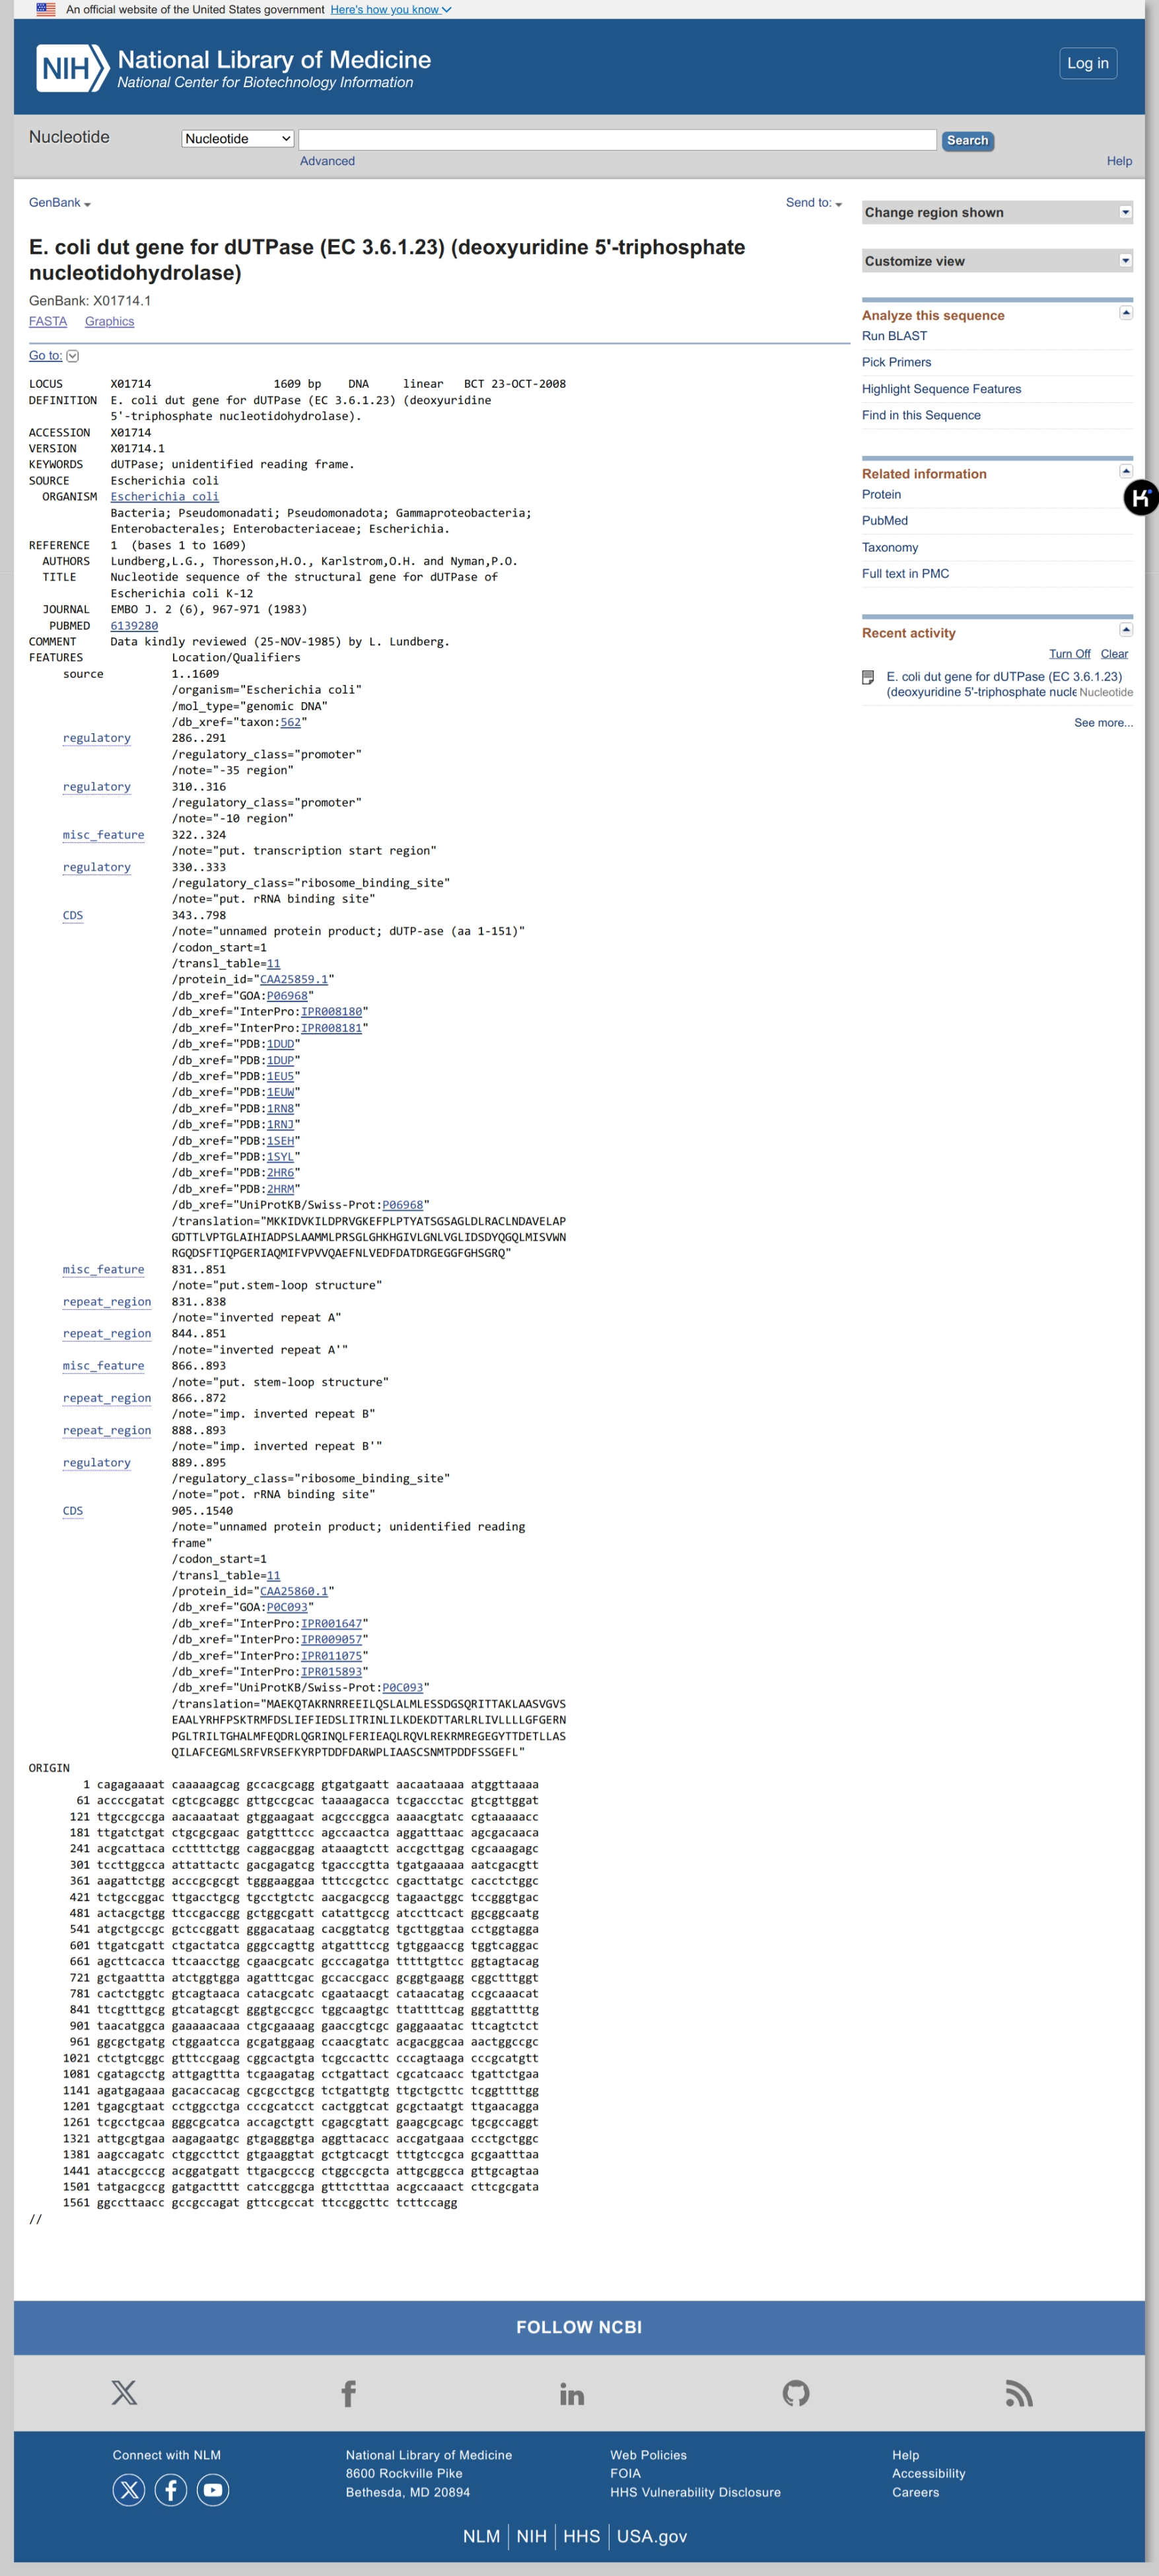 An official website of the United States government Here's how you know
NIH National Library of Medicine
National Center for Biotechnology Information
Log in
Nucleotide
Nucleotide
Search
Advanced
Help
GenBank
Send to:
E. coli dut gene for dUTPase (EC 3.6.1.23) (deoxyuridine 5'-triphosphate
nucleotidohydrolase)
GenBank: X01714.1
FASTA Graphics
Go to:
LOCUS X01714 1609 bp DNA linear BCT 23-OCT-2008
DEFINITION E. coli dut gene for dUTPase (EC 3.6.1.23) (deoxyuridine
5'-triphosphate nucleotidohydrolase).
ACCESSION X01714
VERSION X01714.1
KEYWORDS dUTPase; unidentified reading frame.
SOURCE Escherichia coli
ORGANISM Escherichia coli
Bacteria; Pseudomonadati; Pseudomonadota; Gammaproteobacteria;
Enterobacterales; Enterobacteriaceae; Escherichia.
REFERENCE 1 (bases 1 to 1609)
AUTHORS Lundberg,L.G., Thoresson,H.O., Karlstrom,O.H. and Nyman,P.O.
TITLE Nucleotide sequence of the structural gene for dUTPase of
Escherichia coli K-12
JOURNAL EMBO J. 2 (6), 967-971 (1983)
PUBMED 6139280
COMMENT Data kindly reviewed (25-NOV-1985) by L. Lundberg.
FEATURES Location/Qualifiers
source 1..1609
/organism="Escherichia coli"
/mol_type="genomic DNA"
/db_xref="taxon:562"
regulatory 286..291
/regulatory_class="promoter"
/note="-35 region"
regulatory 310..316
/regulatory_class="promoter"
/note="-10 region"
misc_feature 322..324
/note="put. transcription start region"
regulatory 330..333
/regulatory_class="ribosome_binding_site"
/note="put. rRNA binding site"
CDS 343..798
/note="unnamed protein product; dUTP-ase (aa 1-151)"
/codon_start=1
/transl_table=11
/protein_id="CAA25859.1"
/db_xref="GOA:P06968"
/db_xref="InterPro:IPR008180"
/db_xref="InterPro:IPR008181"
/db_xref="PDB:1DUD"
/db_xref="PDB:1DUP"
/db_xref="PDB:1EU5"
/db_xref="PDB:1EUW"
/db_xref="PDB:1RN8"
/db_xref="PDB:1RNJ"
/db_xref="PDB:1SEH"
/db_xref="PDB:1SYL"
/db_xref="PDB:2HR6"
/db_xref="PDB:2HRM"
/db_xref="UniProtKB/Swiss-Prot:P06968"
/translation="MKKIDVKILDPRVGKEFPLPTYATSGSAGLDLRACLNDAVELAP
GDTTLVPTGLAIHIADPSLAAMMLPRSGLGHKHGIVLGNLVGLIDSDYQGQLMISVWN
RGQDSFTIQPGERIAQMIFVPVVQAEFNLVEDFDATDRGEGGFGHSGRQ"
misc_feature 831..851
/note="put.stem-loop structure"
repeat_region 831..838
/note="inverted repeat A"
repeat_region 844..851
/note="inverted repeat A'"
misc_feature 866..893
/note="put. stem-loop structure"
repeat_region 866..872
/note="imp. inverted repeat B"
repeat_region 888..893
/note="imp. inverted repeat B'"
regulatory 889..895
/regulatory_class="ribosome_binding_site"
/note="pot. rRNA binding site"
CDS 905..1540
/note="unnamed protein product; unidentified reading
frame"
/codon_start=1
/transl_table=11
/protein_id="CAA25860.1"
/db_xref="GOA:P0C093"
/db_xref="InterPro:IPR001647"
/db_xref="InterPro:IPR009057"
/db_xref="InterPro:IPR011075"
/db_xref="InterPro:IPR015893"
/db_xref="UniProtKB/Swiss-Prot:P0C093"
/translation="MAEKQTAKRNRREEILQSLALMLESSDGSQRITTAKLAASVGVS
EAALYRHFPSKTRMFDSLIEFIEDSLITRINLILKDEKDTTARLRLIVLLLLGFGERN
PGLTRILTGHALMFEQDRLQGRINQLFERIEAQLRQVLREKRMREGEGYTTDETLLAS
QILAFCEGMLSRFVRSEFKYRPTDDFDARWPLIAASCSNMTPDDFSSGEFL"
ORIGIN
1 cagagaaaat caaaaagcag gccacgcagg gtgatgaatt aacaataaaa atggttaaaa
61 accccgatat cgtcgcaggc gttgccgcac taaaagacca tcgaccctac gtcgttggat
121 ttgccgccga aacaaataat gtggaagaat acgcccggca aaaacgtatc cgtaaaaacc
181 ttgatctgat ctgcgcgaac gatgtttccc agccaactca aggatttaac agcgacaaca
241 acgcattaca ccttttctgg caggacggag ataaagtctt accgcttgag cgcaaagagc
301 tccttggcca attattactc gacgagatcg tgacccgtta tgatgaaaaa aatcgacgtt
361 aagattctgg acccgcgcgt tgggaaggaa tttccgctcc cgacttatgc cacctctggc
421 tctgccggac ttgacctgcg tgcctgtctc aacgacgccg tagaactggc tccgggtgac
481 actacgctgg ttccgaccgg gctggcgatt catattgccg atccttcact ggcggcaatg
541 atgctgccgc gctccggatt gggacataag cacggtatcg tgcttggtaa cctggtagga
601 ttgatcgatt ctgactatca gggccagttg atgatttccg tgtggaaccg tggtcaggac
661 agcttcacca ttcaacctgg cgaacgcatc gcccagatga tttttgttcc ggtagtacag
721 gctgaattta atctggtgga agatttcgac gccaccgacc gcggtgaagg cggctttggt
781 cactctggtc gtcagtaaca catacgcatc cgaataacgt cataacatag ccgcaaacat
841 ttcgtttgcg gtcatagcgt gggtgccgcc tggcaagtgc ttattttcag gggtattttg
901 taacatggca gaaaaacaaa ctgcgaaaag gaaccgtcgc gaggaaatac ttcagtctct
961 ggcgctgatg ctggaatcca gcgatggaag ccaacgtatc acgacggcaa aactggccgc
1021 ctctgtcggc gtttccgaag cggcactgta tcgccacttc cccagtaaga cccgcatgtt
1081 cgatagcctg attgagttta tcgaagatag cctgattact cgcatcaacc tgattctgaa
1141 agatgagaaa gacaccacag cgcgcctgcg tctgattgtg ttgctgcttc tcggttttgg
1201 tgagcgtaat cctggcctga cccgcatcct cactggtcat gcgctaatgt ttgaacagga
1261 tcgcctgcaa gggcgcatca accagctgtt cgagcgtatt gaagcgcagc tgcgccaggt
1321 attgcgtgaa aagagaatgc gtgagggtga aggttacacc accgatgaaa ccctgctggc
1381 aagccagatc ctggccttct gtgaaggtat gctgtcacgt tttgtccgca gcgaatttaa
1441 ataccgcccg acggatgatt ttgacgcccg ctggccgcta attgcggcca gttgcagtaa
1501 tatgacgccg gatgactttt catccggcga gtttctttaa acgccaaact cttcgcgata
1561 ggccttaacc gccgccagat gttccgccat ttccggcttc tcttccagg
//
Change region shown
Customize view
Analyze this sequence
Run BLAST
Pick Primers
Highlight Sequence Features
Find in this Sequence
Related information
Protein
PubMed
Taxonomy
Full text in PMC
Recent activity
Turn Off Clear
E. coli dut gene for dUTPase (EC 3.6.1.23)
(deoxyuridine 5'-triphosphate nucle Nucleotide
See more...
FOLLOW NCBI
Connect with NLM
National Library of Medicine
8600 Rockville Pike
Bethesda, MD 20894
Web Policies
FOIA
HHS Vulnerability Disclosure
Help
Accessibility
Careers
NLM NIH HHS USA.gov